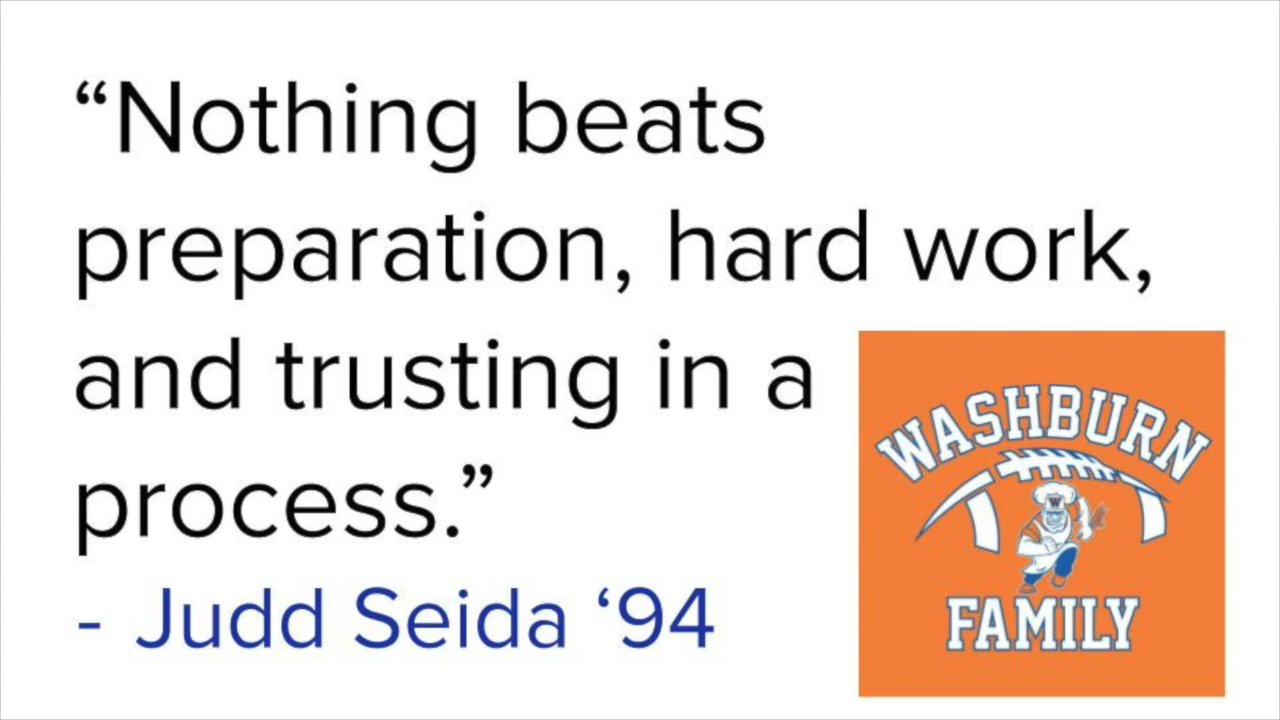 “Nothing beats
preparation, hard work,
and trusting in a
process.”
- Judd Seida ‘94
WASHBURN
FAMILY